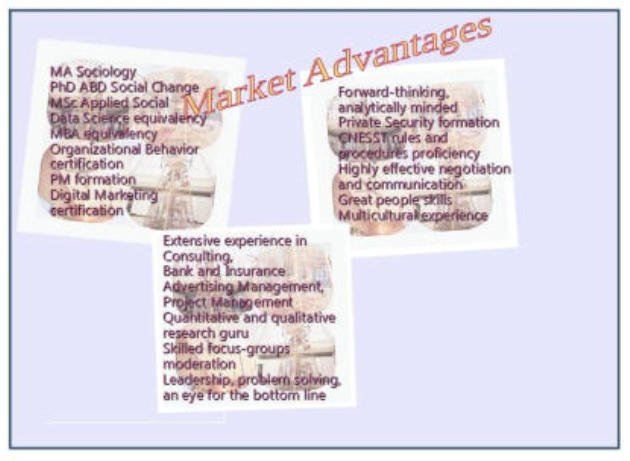 Market Advantages
MA Sociology
PhD ABD Social Change
MSc Applied Social
Data Science equivalency
MBA equivalency
Organizational Behavior
certification
PM formation
Digital Marketing
certification
Forward-thinking,
analytically minded
Private Security formation
CNESST rules and
procedures proficiency
Highly effective negotiation
and communication
Great people skills
Multicultural experience
Extensive experience in
Consulting,
Bank and Insurance
Advertising Management,
Project Management
Quantitative and qualitative
research guru
Skilled focus-groups
moderation
Leadership, problem solving,
an eye for the bottom line